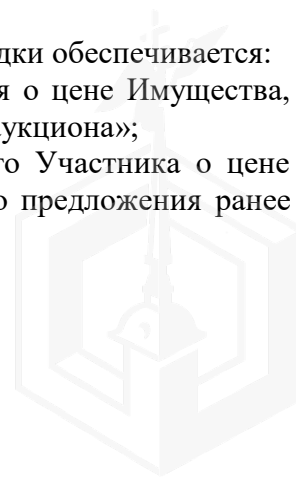 дки обеспечивается:
я о цене Имущества,
укциона»;
го Участника о цене
о предложения ранее